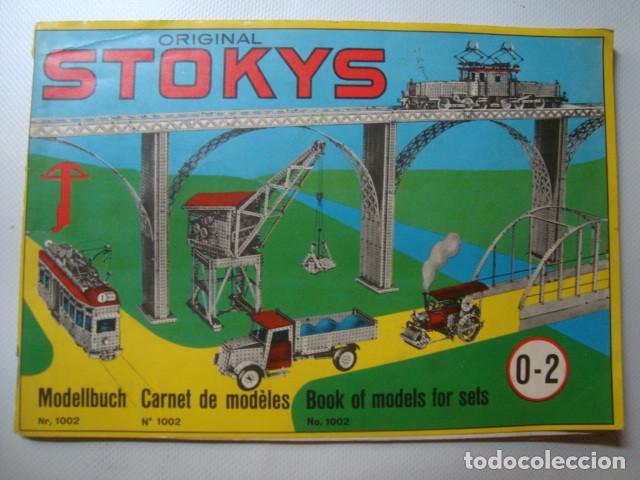 ORIGINAL
STOKYS
Modellbuch Carnet de modèles Book of models for sets
0-2
Nr, 1002 N° 1002 No. 1002
todocoleccion.net